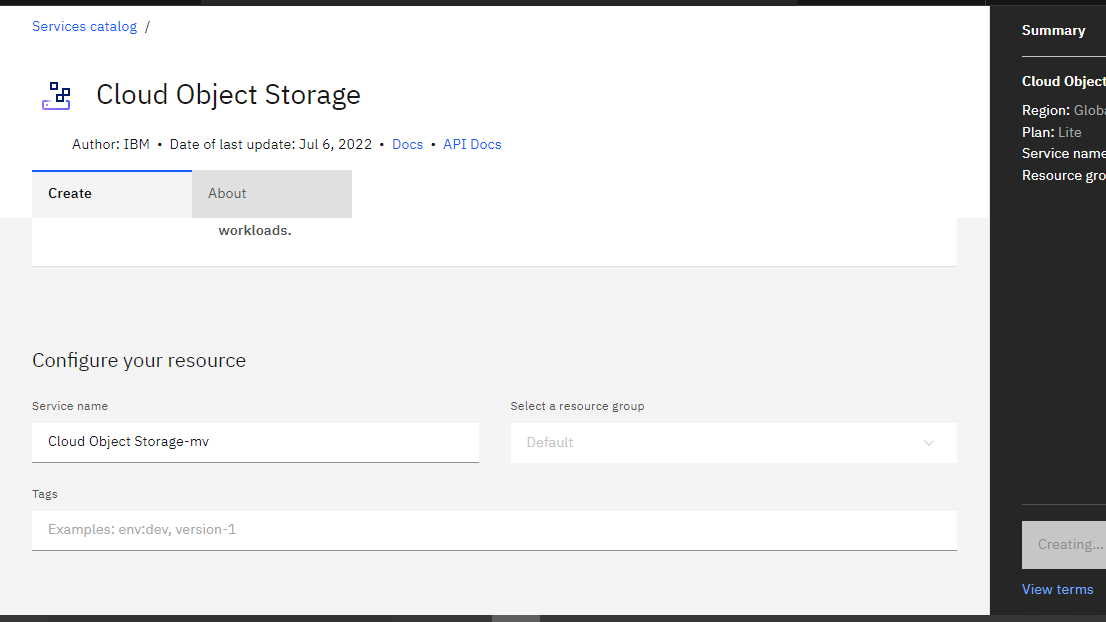 Services catalog /
Cloud Object Storage
Author: IBM • Date of last update: Jul 6, 2022 • Docs • API Docs
Create
About
workloads.
Configure your resource
Service name
Select a resource group
Cloud Object Storage-mv
Default
Tags
Examples: env:dev, version-1
Summary
Cloud Object
Region: Globa
Plan: Lite
Service name
Resource gro
Creating...
View terms